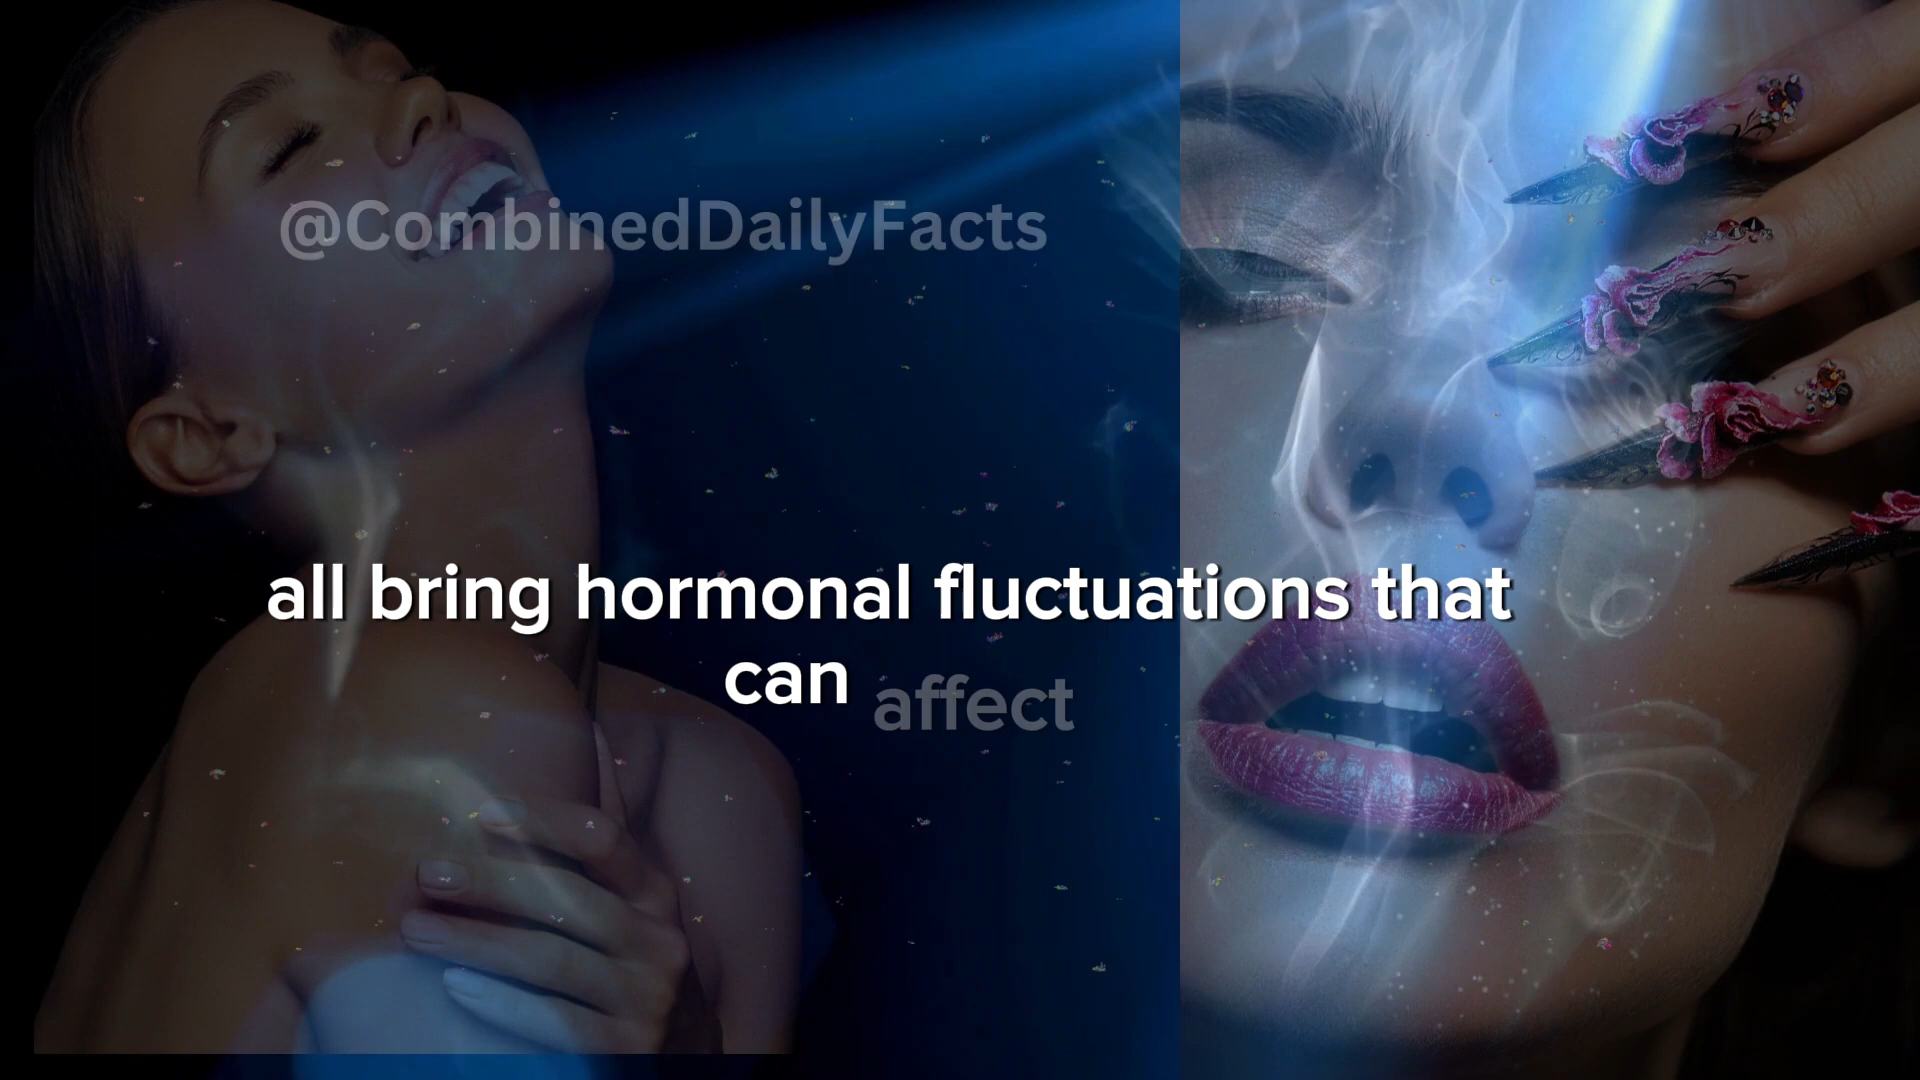 @CombinedDailyFacts
all bring hormonal fluctuations that
can affect